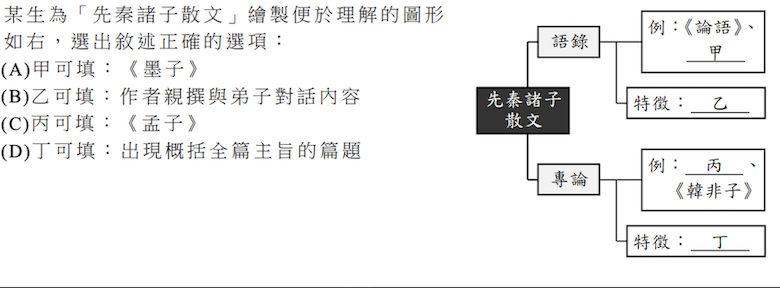 某生為「先秦諸子散文」繪製便於理解的圖形
如右，選出敘述正確的選項：
(A)甲可填：《墨子》
(B)乙可填：作者親撰與弟子對話內容
(C)丙可填：《孟子》
(D)丁可填：出現概括全篇主旨的篇題
先秦諸子
散文
語錄
例：《論語》、
甲
特徵：乙
專論
例：丙、
《韓非子》
特徵：丁